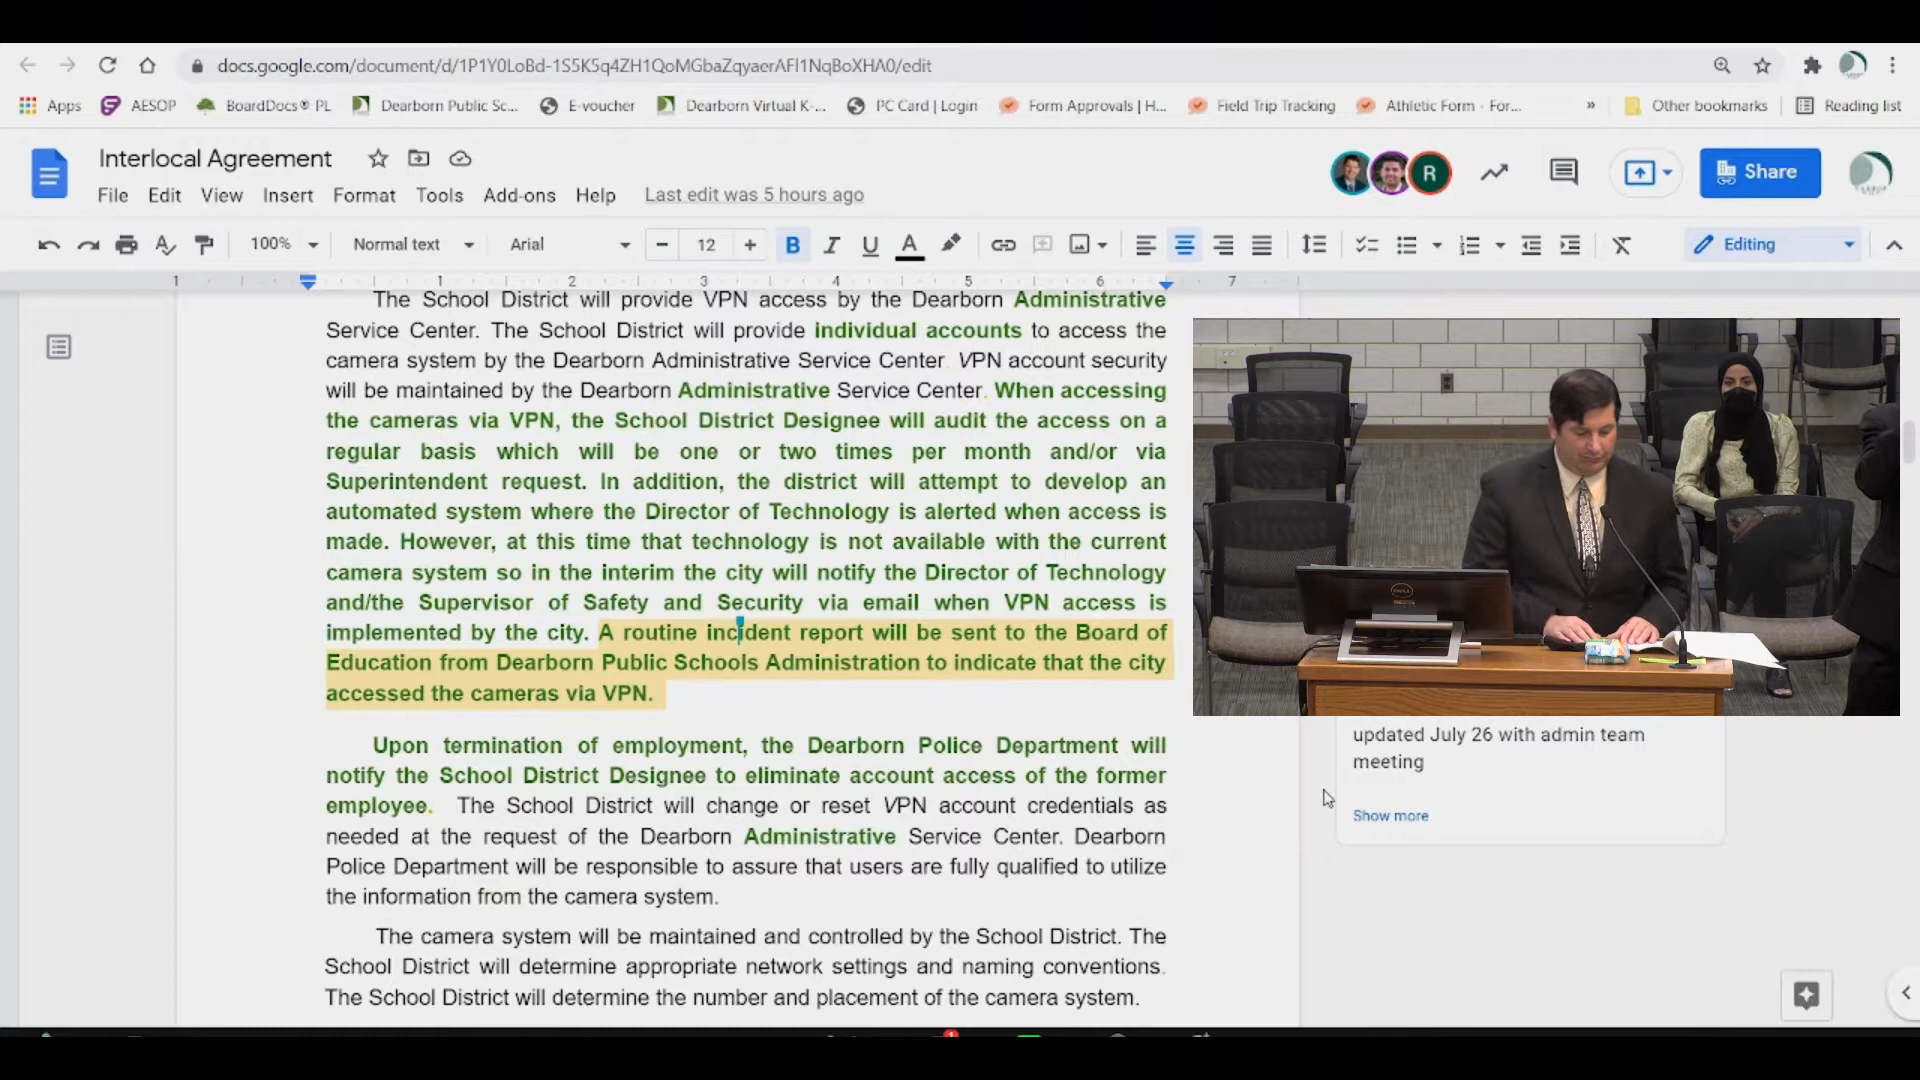 docs.google.com/document/d/1P1Y0LoBd-1S5K5q4ZH1QoMGbaZqyaerAFI1NqBoXHA0/edit
Apps AESOP BoardDocs® PL Dearborn Public Sc... E-voucher Dearborn Virtual K-... PC Card | Login Form Approvals | H... Field Trip Tracking Athletic Form - For... » Other bookmarks Reading list
Interlocal Agreement
R
Share
File Edit View Insert Format Tools Add-ons Help Last edit was 5 hours ago
100% Normal text Arial 12 B I U A Editing
1 1 2 3 4 5 6 7
The School District will provide VPN access by the Dearborn Administrative
Service Center. The School District will provide individual accounts to access the
camera system by the Dearborn Administrative Service Center. VPN account security
will be maintained by the Dearborn Administrative Service Center. When accessing
the cameras via VPN, the School District Designee will audit the access on a
regular basis which will be one or two times per month and/or via
Superintendent request. In addition, the district will attempt to develop an
automated system where the Director of Technology is alerted when access is
made. However, at this time that technology is not available with the current
camera system so in the interim the city will notify the Director of Technology
and/the Supervisor of Safety and Security via email when VPN access is
implemented by the city. A routine incident report will be sent to the Board of
Education from Dearborn Public Schools Administration to indicate that the city
accessed the cameras via VPN.
Upon termination of employment, the Dearborn Police Department will
notify the School District Designee to eliminate account access of the former
employee. The School District will change or reset VPN account credentials as
needed at the request of the Dearborn Administrative Service Center. Dearborn
Police Department will be responsible to assure that users are fully qualified to utilize
the information from the camera system.
The camera system will be maintained and controlled by the School District. The
School District will determine appropriate network settings and naming conventions.
The School District will determine the number and placement of the camera system.
updated July 26 with admin team
meeting
Show more
DELL